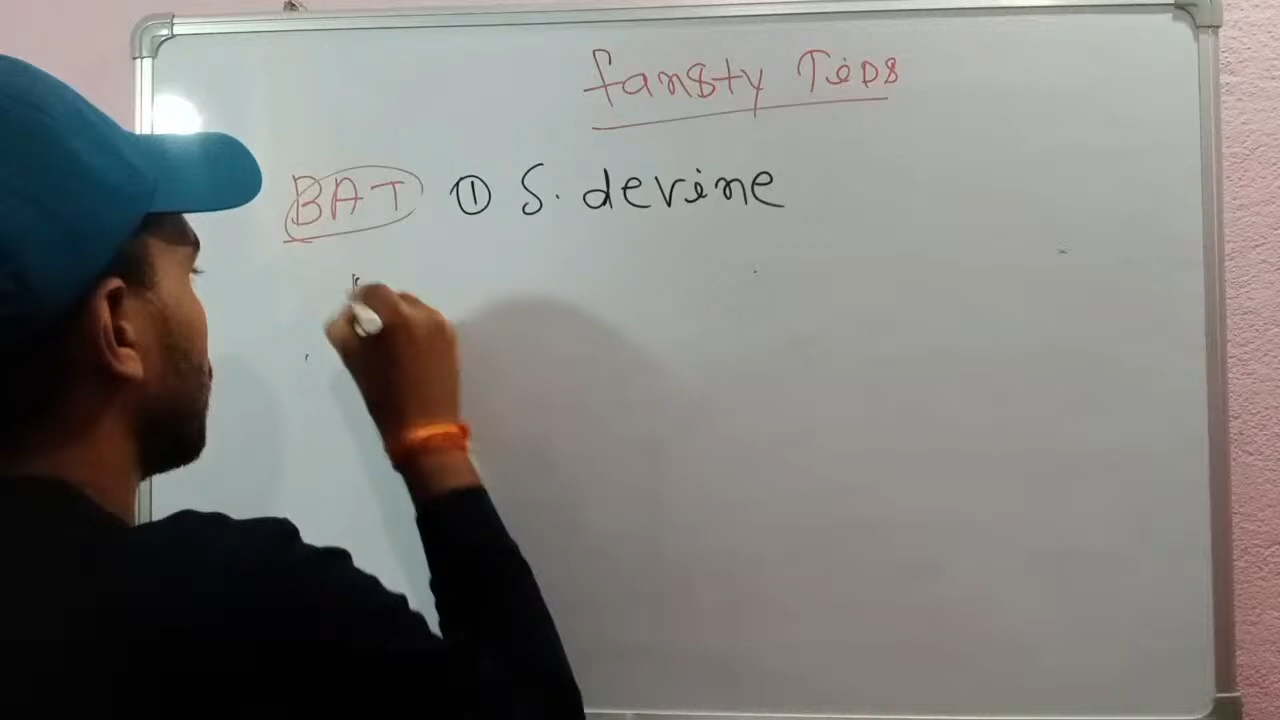 fansty Tips
BAT ① S. devine